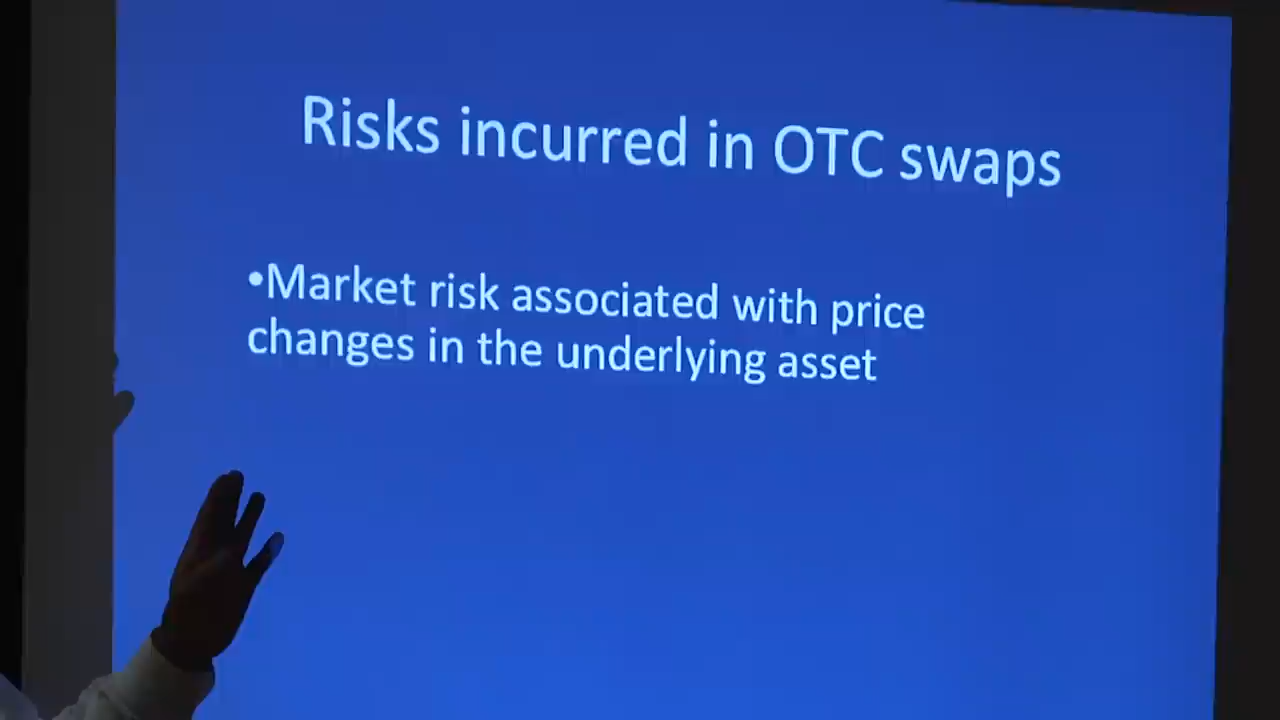 Risks incurred in OTC swaps
•Market risk associated with price
changes in the underlying asset